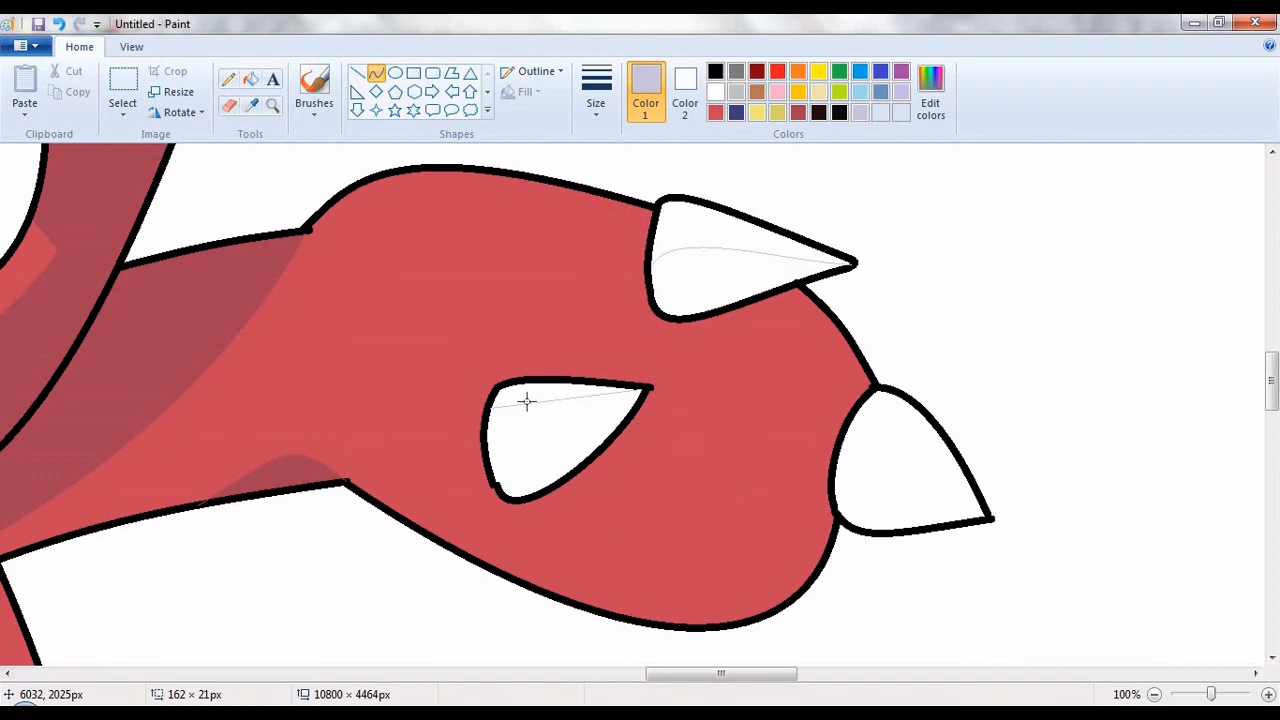 Untitled - Paint
Home View
Paste
Cut
Copy
Clipboard
Select
Crop
Resize
Rotate
Image
A
Tools
Brushes
Outline
Fill
Shapes
Size
Color 1
Color 2
Edit colors
Colors
6032, 2025px
162 × 21px
10800 × 4464px
100%